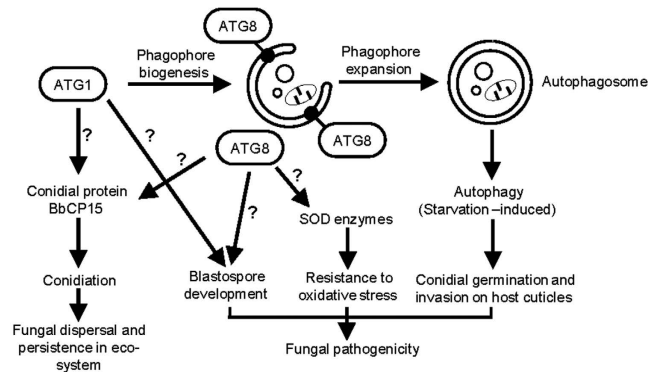 ATG8
Phagophore
biogenesis
Phagophore
expansion
ATG1
Autophagosome
ATG8
ATG8
?
?
?
?
?
Conidial protein
BbCP15
SOD enzymes
Autophagy
(Starvation–induced)
Conidiation
Blastospore
development
Resistance to
oxidative stress
Conidial germination and
invasion on host cuticles
Fungal dispersal and
persistence in eco-
system
Fungal pathogenicity